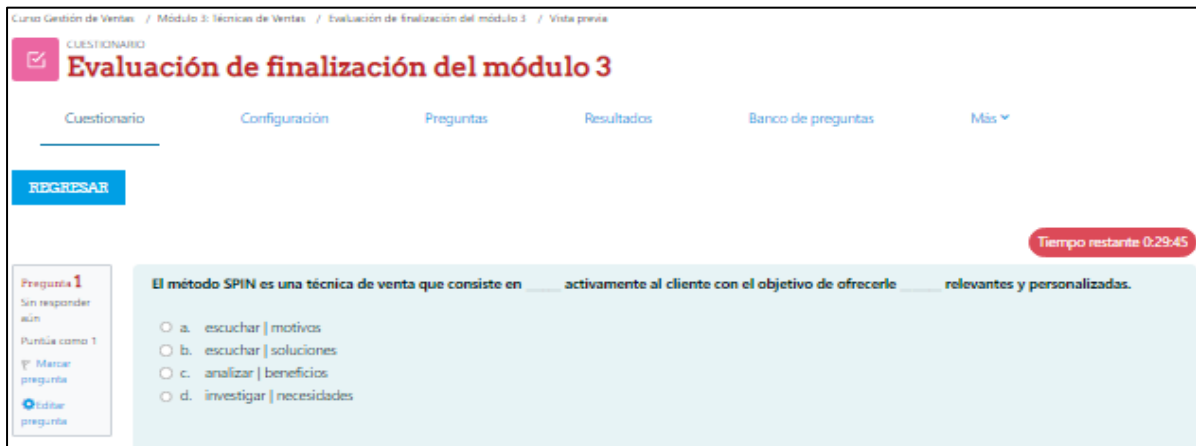 Curso Gestión de Ventas / Módulo 3: Técnicas de Ventas / Evaluación de finalización del módulo 3 / Vista previa
CUESTIONARIO
Evaluación de finalización del módulo 3
Cuestionario Configuración Preguntas Resultados Banco de preguntas Más
REGRESAR
Tiempo restante 0:29:45
Pregunta 1
Sin responder
aún
Puntúa como 1
Marcar
pregunta
Editar
pregunta
El método SPIN es una técnica de venta que consiste en _____ activamente al cliente con el objetivo de ofrecerle ______ relevantes y personalizadas.
a. escuchar | motivos
b. escuchar | soluciones
c. analizar | beneficios
d. investigar | necesidades